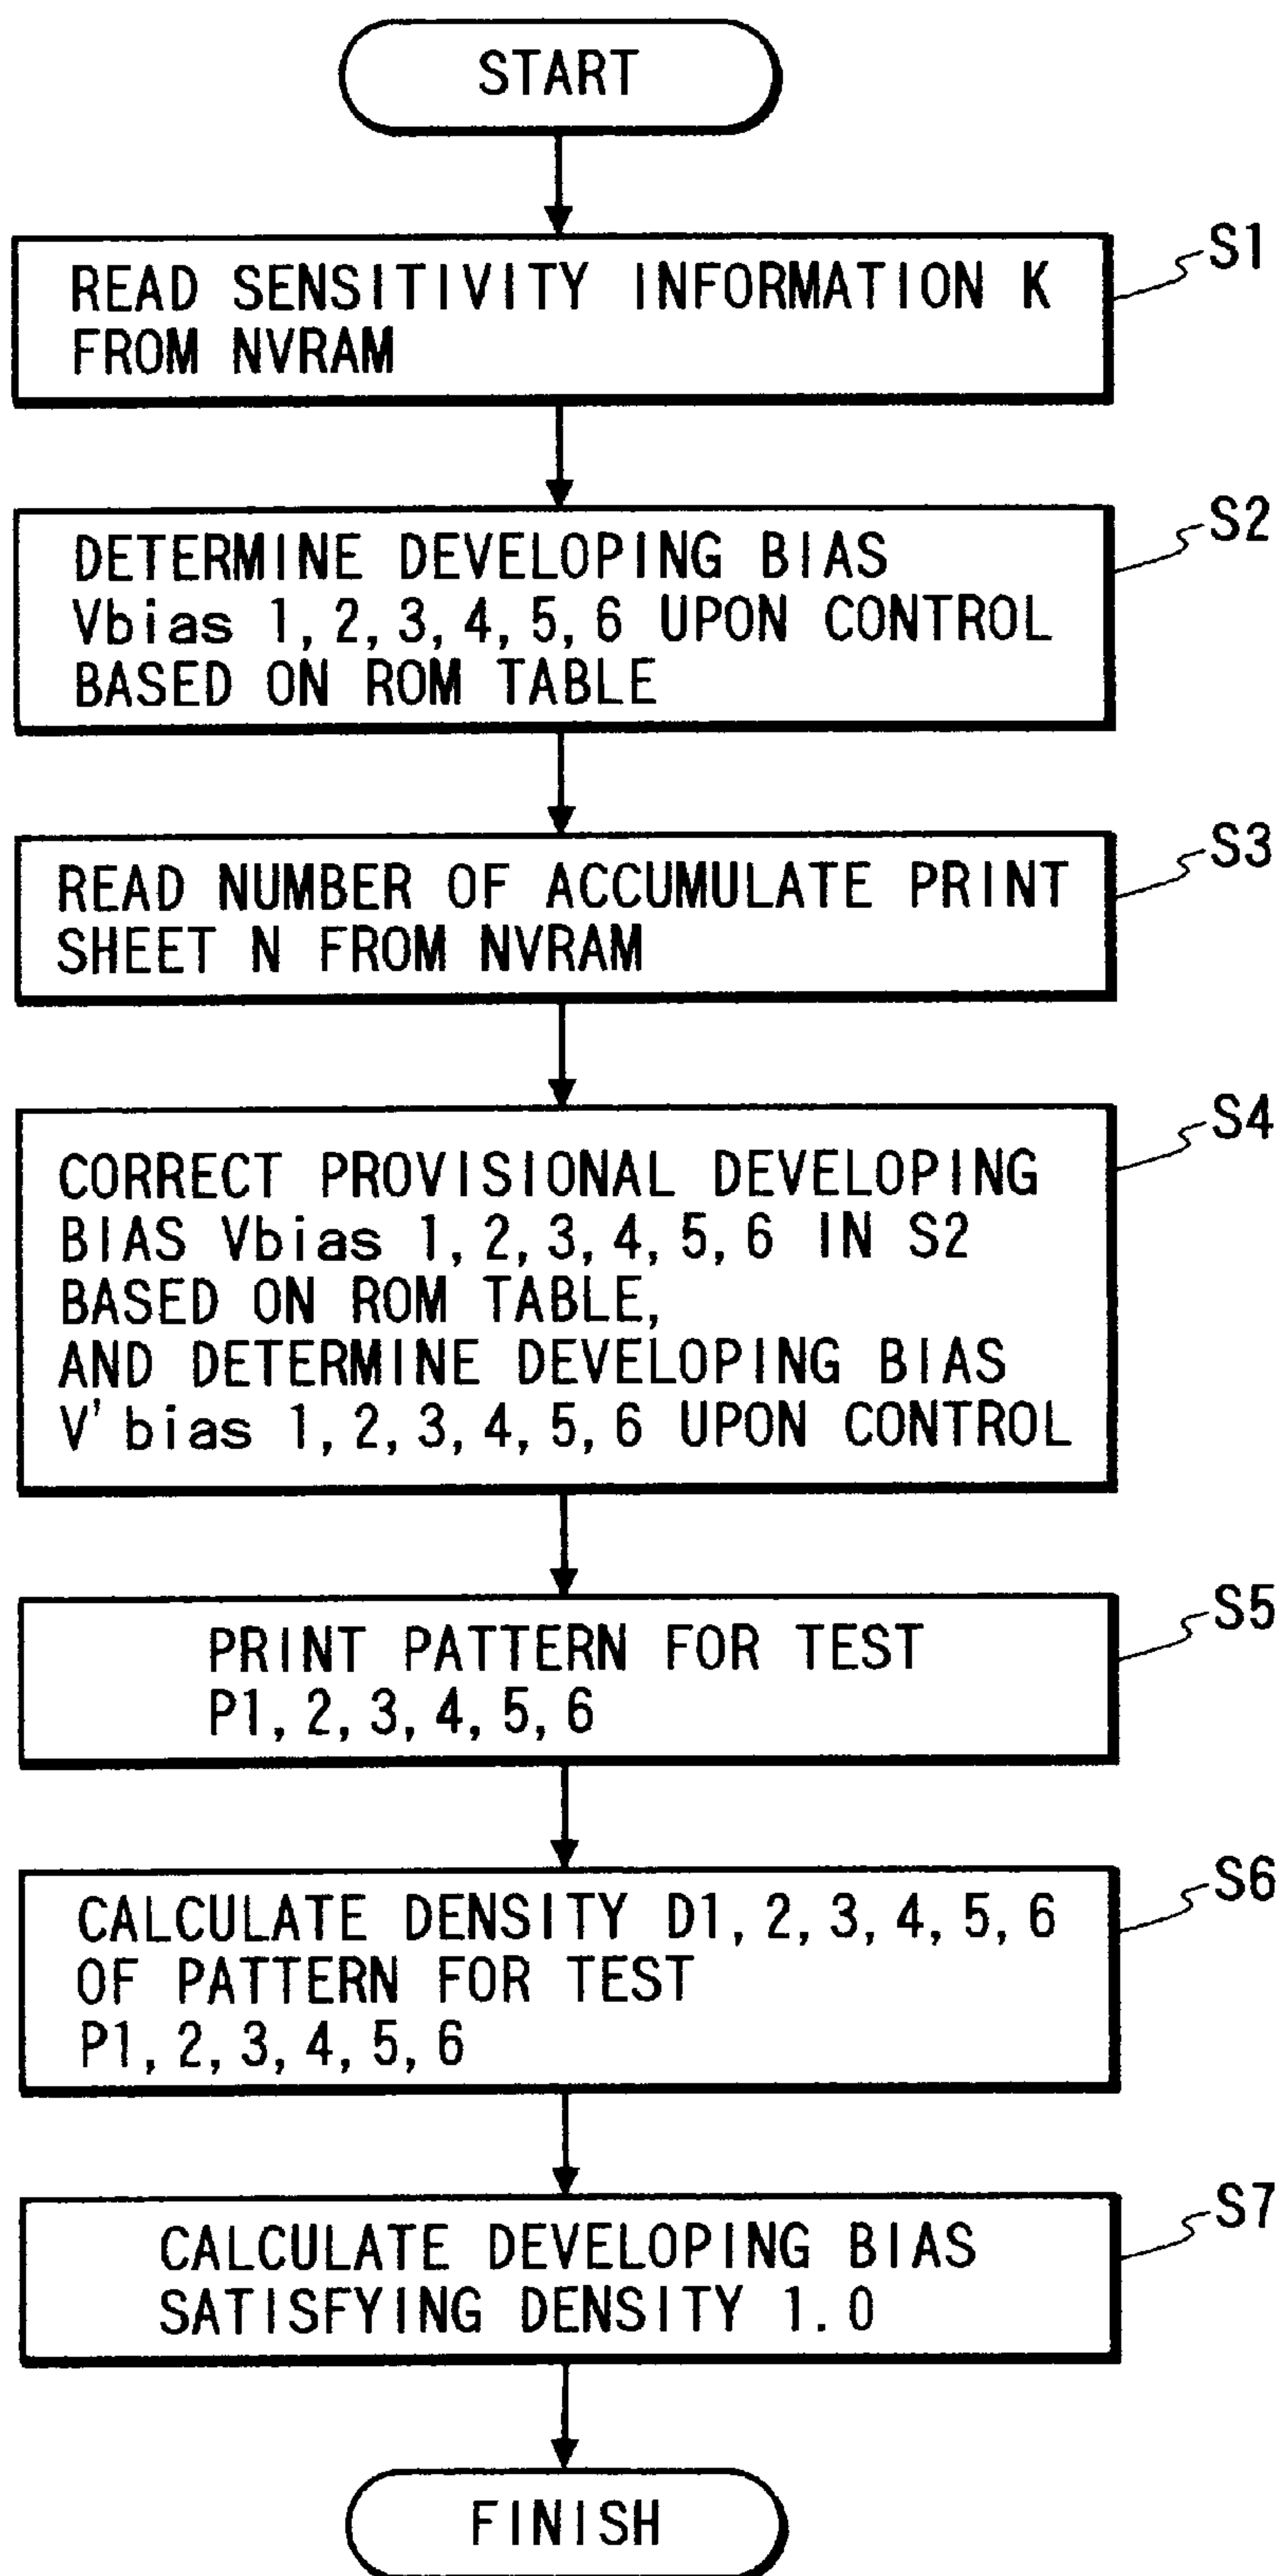 START
S1
READ SENSITIVITY INFORMATION K
FROM NVRAM
S2
DETERMINE DEVELOPING BIAS
Vbias 1, 2, 3, 4, 5, 6 UPON CONTROL
BASED ON ROM TABLE
S3
READ NUMBER OF ACCUMULATE PRINT
SHEET N FROM NVRAM
S4
CORRECT PROVISIONAL DEVELOPING
BIAS Vbias 1, 2, 3, 4, 5, 6 IN S2
BASED ON ROM TABLE,
AND DETERMINE DEVELOPING BIAS
V'bias 1, 2, 3, 4, 5, 6 UPON CONTROL
S5
PRINT PATTERN FOR TEST
P1, 2, 3, 4, 5, 6
S6
CALCULATE DENSITY D1, 2, 3, 4, 5, 6
OF PATTERN FOR TEST
P1, 2, 3, 4, 5, 6
S7
CALCULATE DEVELOPING BIAS
SATISFYING DENSITY 1.0
FINISH